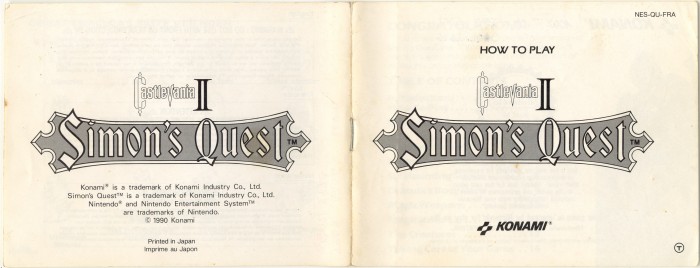 Castlevania II
Simon's Quest™
Konami® is a trademark of Konami Industry Co., Ltd.
Simon's Quest™ is a trademark of Konami Industry Co., Ltd.
Nintendo® and Nintendo Entertainment System™
are trademarks of Nintendo.
© 1990 Konami
Printed in Japan
Imprime au Japon
NES-QU-FRA
HOW TO PLAY
Castlevania II
Simon's Quest™
KONAMI®
T